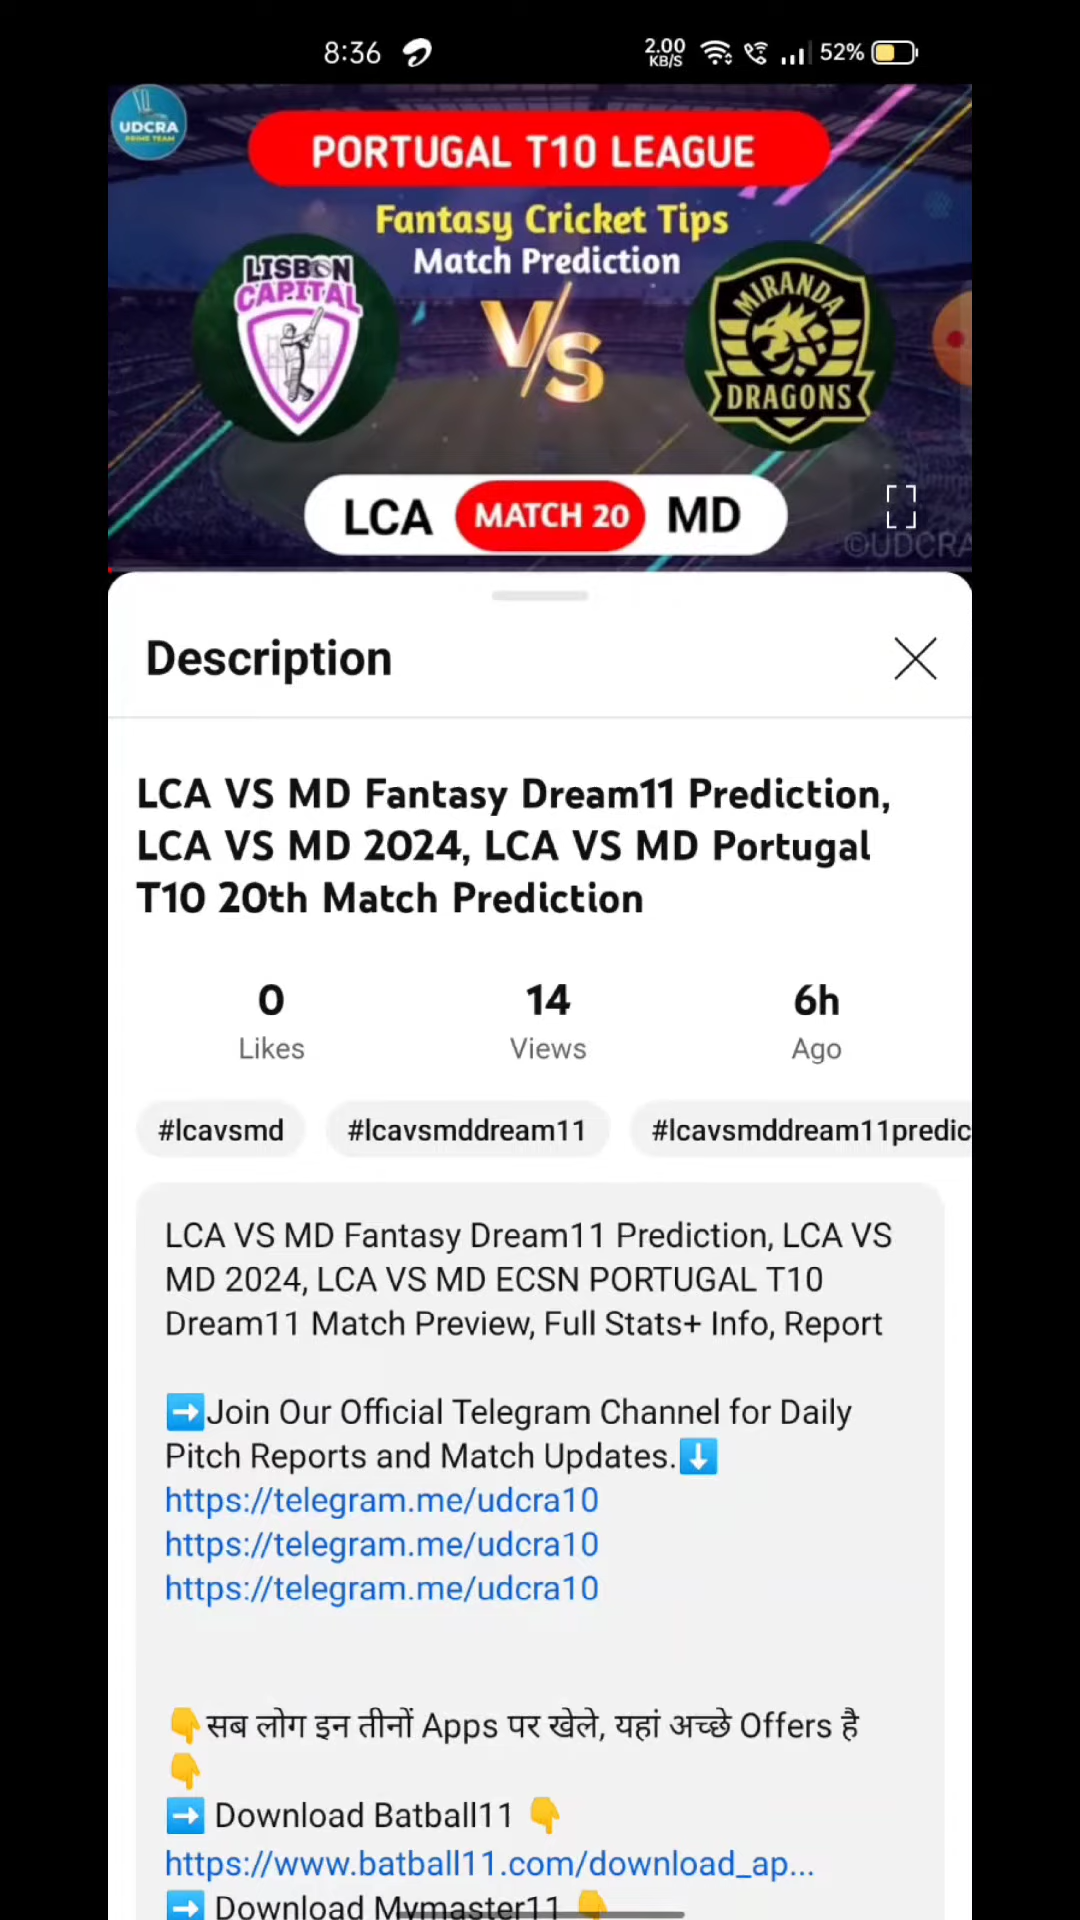 8:36
2.00
KB/S
52%
UDCRA
PRIME TEAM
PORTUGAL T10 LEAGUE
Fantasy Cricket Tips
Match Prediction
LISBON
CAPITAL
Vs
MIRANDA
DRAGONS
LCA MATCH 20 MD
©UDCRA
Description
LCA VS MD Fantasy Dream11 Prediction,
LCA VS MD 2024, LCA VS MD Portugal
T10 20th Match Prediction
0 14 6h
Likes Views Ago
#lcavsmd #lcavsmddream11 #lcavsmddream11predic
LCA VS MD Fantasy Dream11 Prediction, LCA VS
MD 2024, LCA VS MD ECSN PORTUGAL T10
Dream11 Match Preview, Full Stats+ Info, Report
➡️Join Our Official Telegram Channel for Daily
Pitch Reports and Match Updates.⬇️
https://telegram.me/udcra10
https://telegram.me/udcra10
https://telegram.me/udcra10
👇सब लोग इन तीनों Apps पर खेले, यहां अच्छे Offers है
👇
➡️ Download Batball11 👇
https://www.batball11.com/download_ap...
➡️ Download Mymaster11 👇